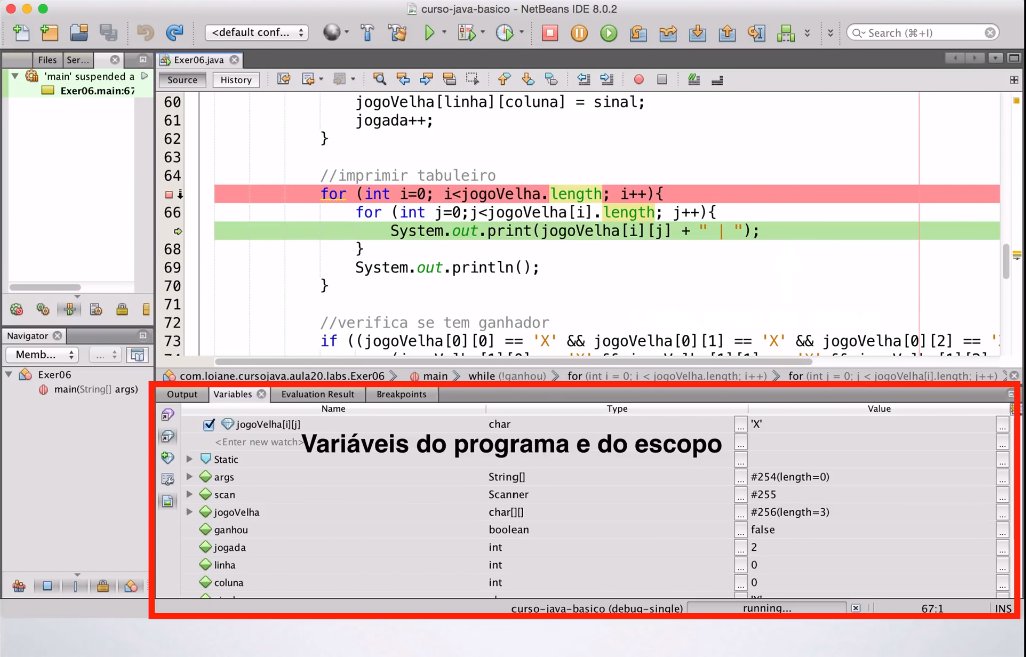 curso-java-basico – NetBeans IDE 8.0.2
<default conf...
Search (⌘+I)
Files
Ser...
Exer06.java
'main' suspended a
Exer06.main:67
Source
History
60 jogoVelha[linha][coluna] = sinal;
61 jogada++;
62 }
63
64 //imprimir tabuleiro
for (int i=0; i<jogoVelha.length; i++){
66 for (int j=0;j<jogoVelha[i].length; j++){
System.out.print(jogoVelha[i][j] + " | ");
68 }
69 System.out.println();
70 }
71
72 //verifica se tem ganhador
73 if ((jogoVelha[0][0] == 'X' && jogoVelha[0][1] == 'X' && jogoVelha[0][2] == '
Navigator
Memb...
...
Exer06
main(String[] args)
com.loiane.cursojava.aula20.labs.Exer06
main
while (!ganhou)
for (int i = 0; i < jogoVelha.length; i++)
for (int j = 0; j < jogoVelha[i].length; j++)
Output
Variables
Evaluation Result
Breakpoints
Name Type Value
jogoVelha[i][j] char ... 'X' ...
<Enter new watch>
Variáveis do programa e do escopo
Static
args String[] ... #254(length=0) ...
scan Scanner ... #255 ...
jogoVelha char[][] ... #256(length=3) ...
ganhou boolean ... false ...
jogada int ... 2 ...
linha int ... 0 ...
coluna int ... 0 ...
curso-java-basico (debug-single)
running...
67:1
INS